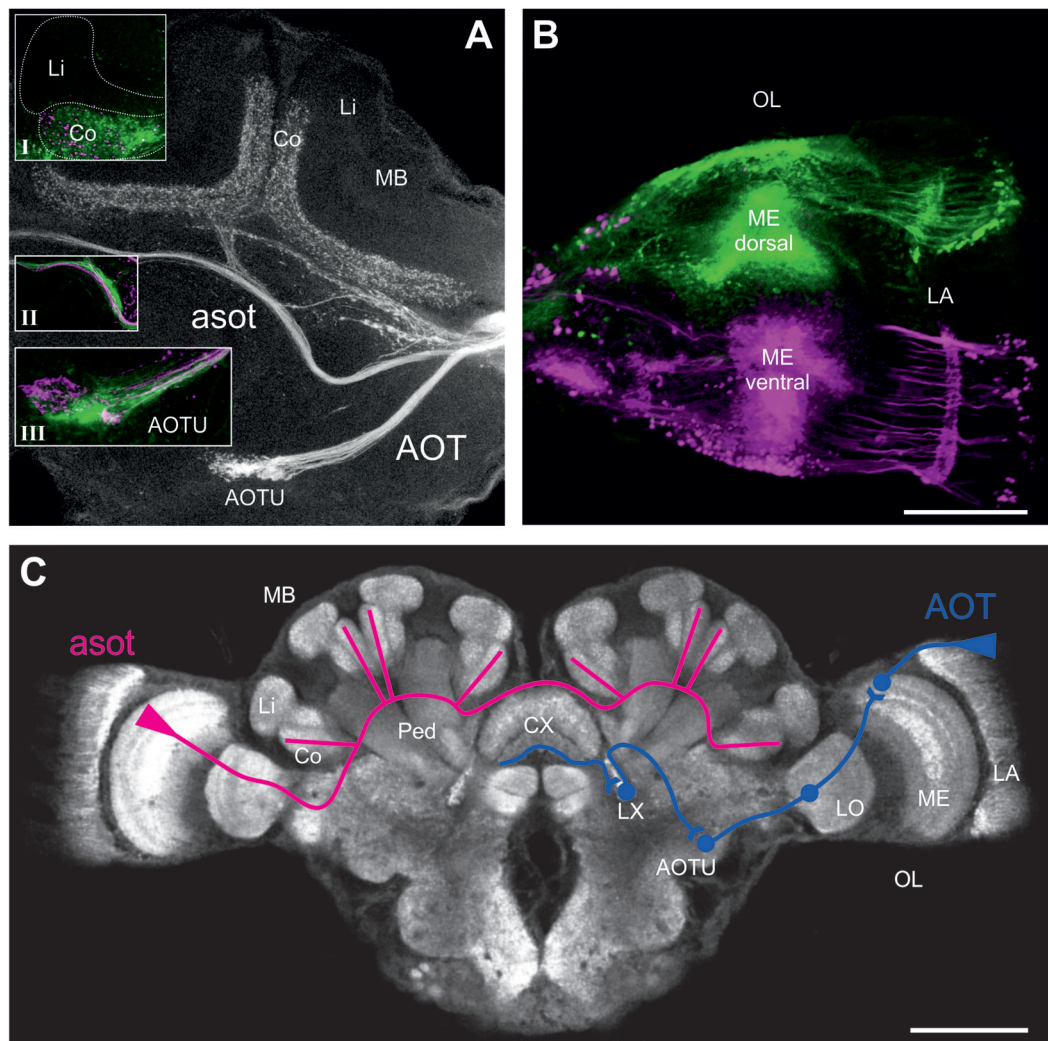 A
Li
Co
I
Li
Co
MB
II
asot
III
AOTU
AOT
AOTU
B
OL
ME
dorsal
LA
ME
ventral
C
MB
AOT
asot
Li
Ped
CX
Co
LA
ME
LO
LX
AOTU
OL